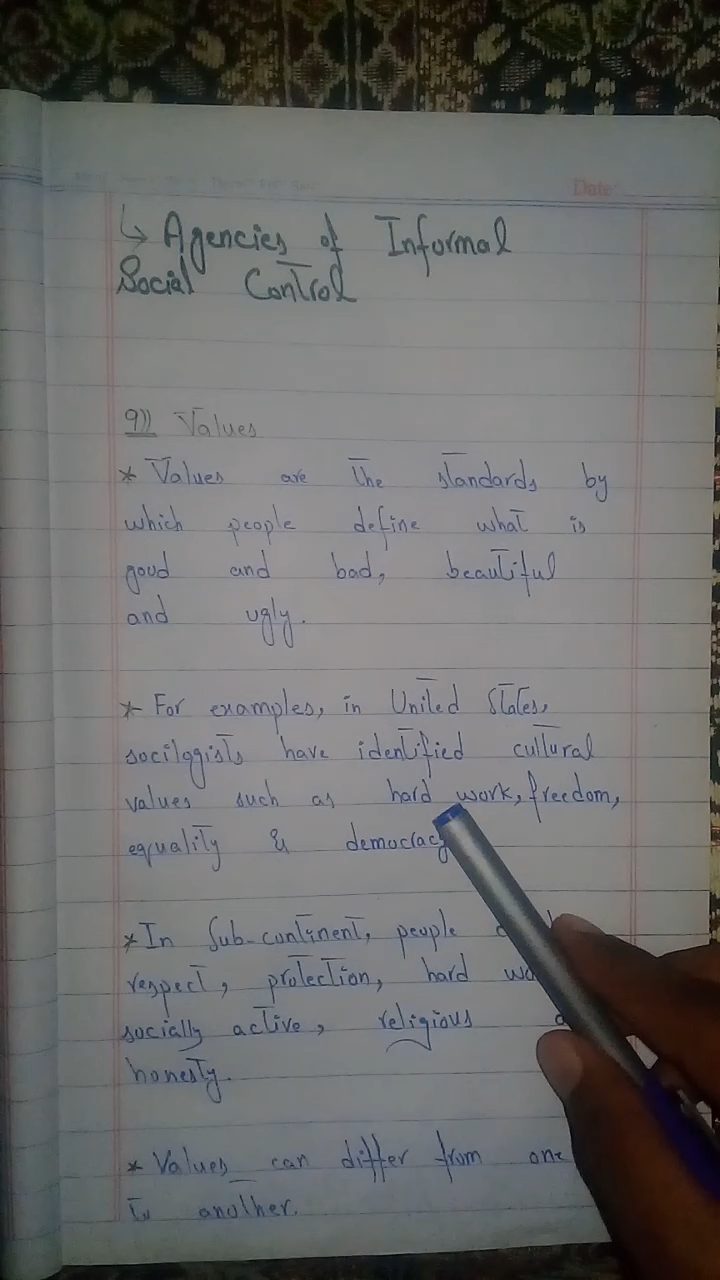 Date:
↳ Agencies of Informal
Social Control
9)) Values
* Values are the standards by
which people define what is
good and bad, beautiful
and ugly.
* For examples, in United States,
socilogists have identified cultural
values such as hard work, freedom,
equality & democracy
* In Sub-continent, people
respect, protection, hard
socially active, religious
honesty.
* Values can differ from one
to another.